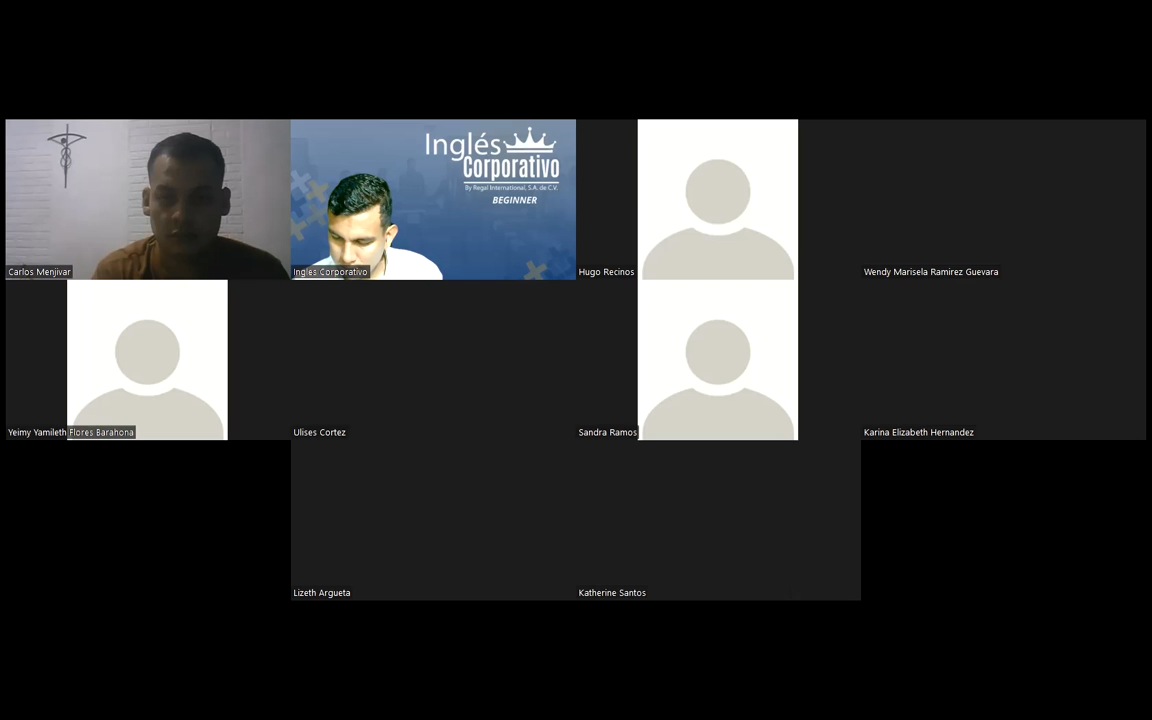 Inglés
Corporativo
By Regal International, S.A. de C.V.
BEGINNER
Carlos Menjivar
Ingles Corporativo
Hugo Recinos
Wendy Marisela Ramirez Guevara
Yeimy Yamileth Flores Barahona
Ulises Cortez
Sandra Ramos
Karina Elizabeth Hernandez
Lizeth Argueta
Katherine Santos